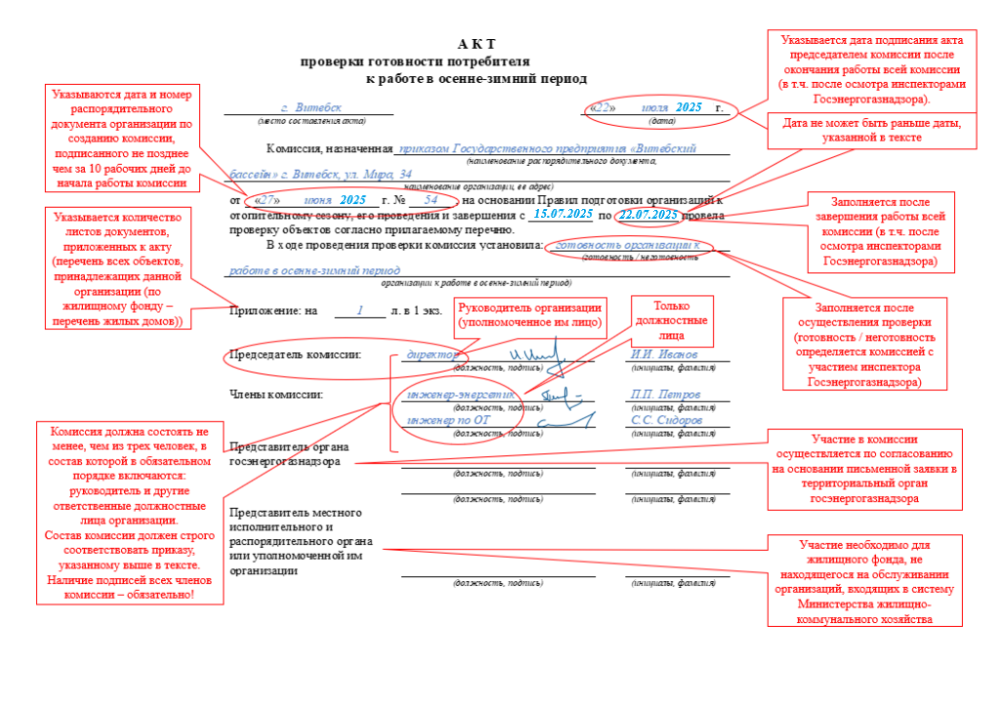 А К Т
проверки готовности потребителя
к работе в осенне-зимний период
г. Витебск
(место составления акта)
«22» июля 2025 г.
(дата)
Комиссия, назначенная приказом Государственного предприятия «Витебский
(наименование распорядительного документа,
бассейн» г. Витебск, ул. Мира, 34
наименование организации, ее адрес)
от «27» июня 2025 г. № 54 , на основании Правил подготовки организаций к
отопительному сезону, его проведения и завершения с 15.07.2025 по 22.07.2025 провела
проверку объектов согласно прилагаемому перечню.
В ходе проведения проверки комиссия установила: готовность организации к
(готовность / неготовность
работе в осенне-зимний период
организации к работе в осенне-зимний период)
Приложение: на 1 л. в 1 экз.
Председатель комиссии: директор И.И. Иванов
(должность, подпись) (инициалы, фамилия)
Члены комиссии: инженер-энергетик П.П. Петров
(должность, подпись) (инициалы, фамилия)
инженер по ОТ С.С. Сидоров
(должность, подпись) (инициалы, фамилия)
Представитель органа
госэнергогазнадзора
(должность, подпись) (инициалы, фамилия)
(должность, подпись) (инициалы, фамилия)
Представитель местного
исполнительного и
распорядительного органа
или уполномоченной им
организации
(должность, подпись) (инициалы, фамилия)
Указываются дата и номер
распорядительного
документа организации по
созданию комиссии,
подписанного не позднее
чем за 10 рабочих дней до
начала работы комиссии
Указывается количество
листов документов,
приложенных к акту
(перечень всех объектов,
принадлежащих данной
организации (по
жилищному фонду –
перечень жилых домов))
Комиссия должна состоять не
менее, чем из трех человек, в
состав которой в обязательном
порядке включаются:
руководитель и другие
ответственные должностные
лица организации.
Состав комиссии должен строго
соответствовать приказу,
указанному выше в тексте.
Наличие подписей всех членов
комиссии – обязательно!
Руководитель организации
(уполномоченное им лицо)
Только
должностные
лица
Указывается дата подписания акта
председателем комиссии после
окончания работы всей комиссии
(в т.ч. после осмотра инспекторами
Госэнергогазнадзора).
Дата не может быть раньше даты,
указанной в тексте
Заполняется после
завершения работы всей
комиссии (в т.ч. после
осмотра инспекторами
Госэнергогазнадзора)
Заполняется после
осуществления проверки
(готовность / неготовность
определяется комиссией с
участием инспектора
Госэнергогазнадзора)
Участие в комиссии
осуществляется по согласованию
на основании письменной заявки в
территориальный орган
госэнергогазнадзора
Участие необходимо для
жилищного фонда, не
находящегося на обслуживании
организаций, входящих в систему
Министерства жилищно-
коммунального хозяйства